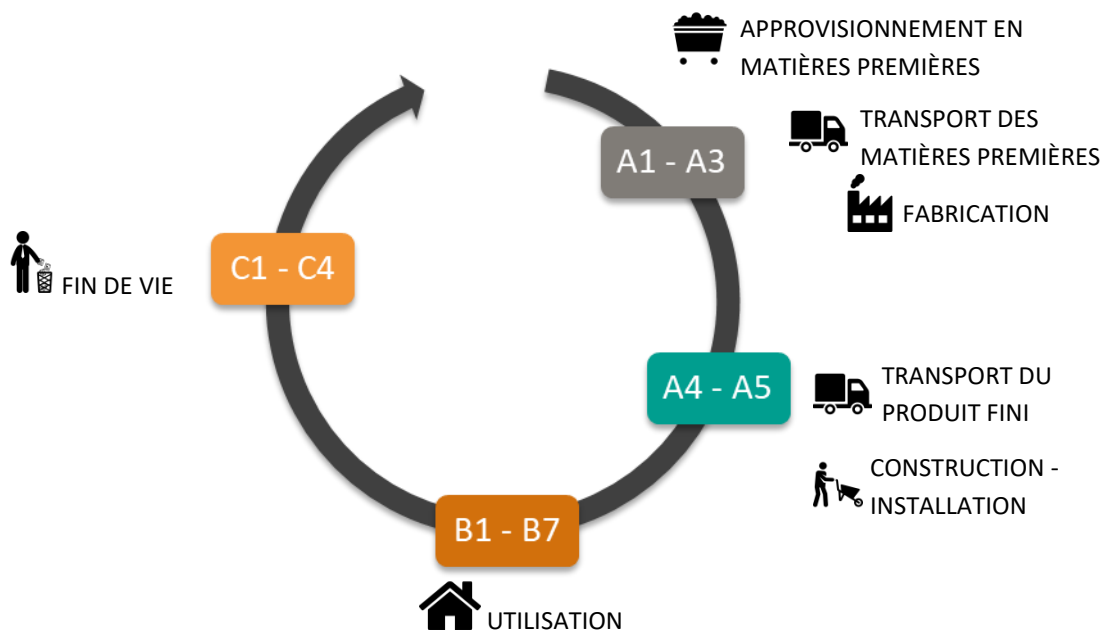 APPROVISIONNEMENT EN
MATIÈRES PREMIÈRES
A1 - A3
TRANSPORT DES
MATIÈRES PREMIÈRES
FABRICATION
C1 - C4
FIN DE VIE
A4 - A5
TRANSPORT DU
PRODUIT FINI
CONSTRUCTION -
INSTALLATION
B1 - B7
UTILISATION